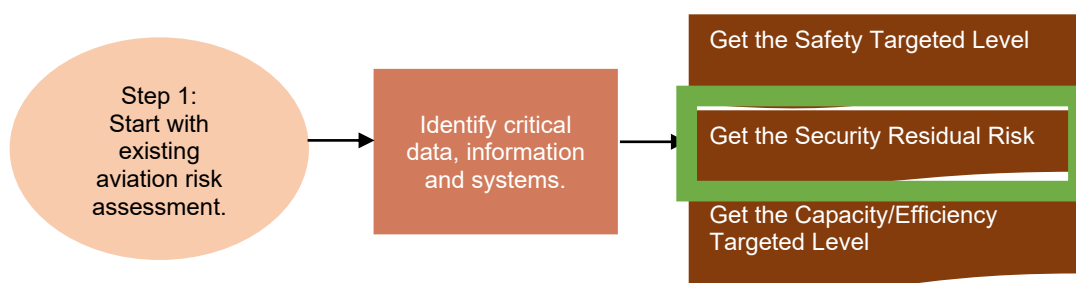 Step 1:
Start with
existing
aviation risk
assessment.
Identify critical
data, information
and systems.
Get the Safety Targeted Level
Get the Security Residual Risk
Get the Capacity/Efficiency
Targeted Level